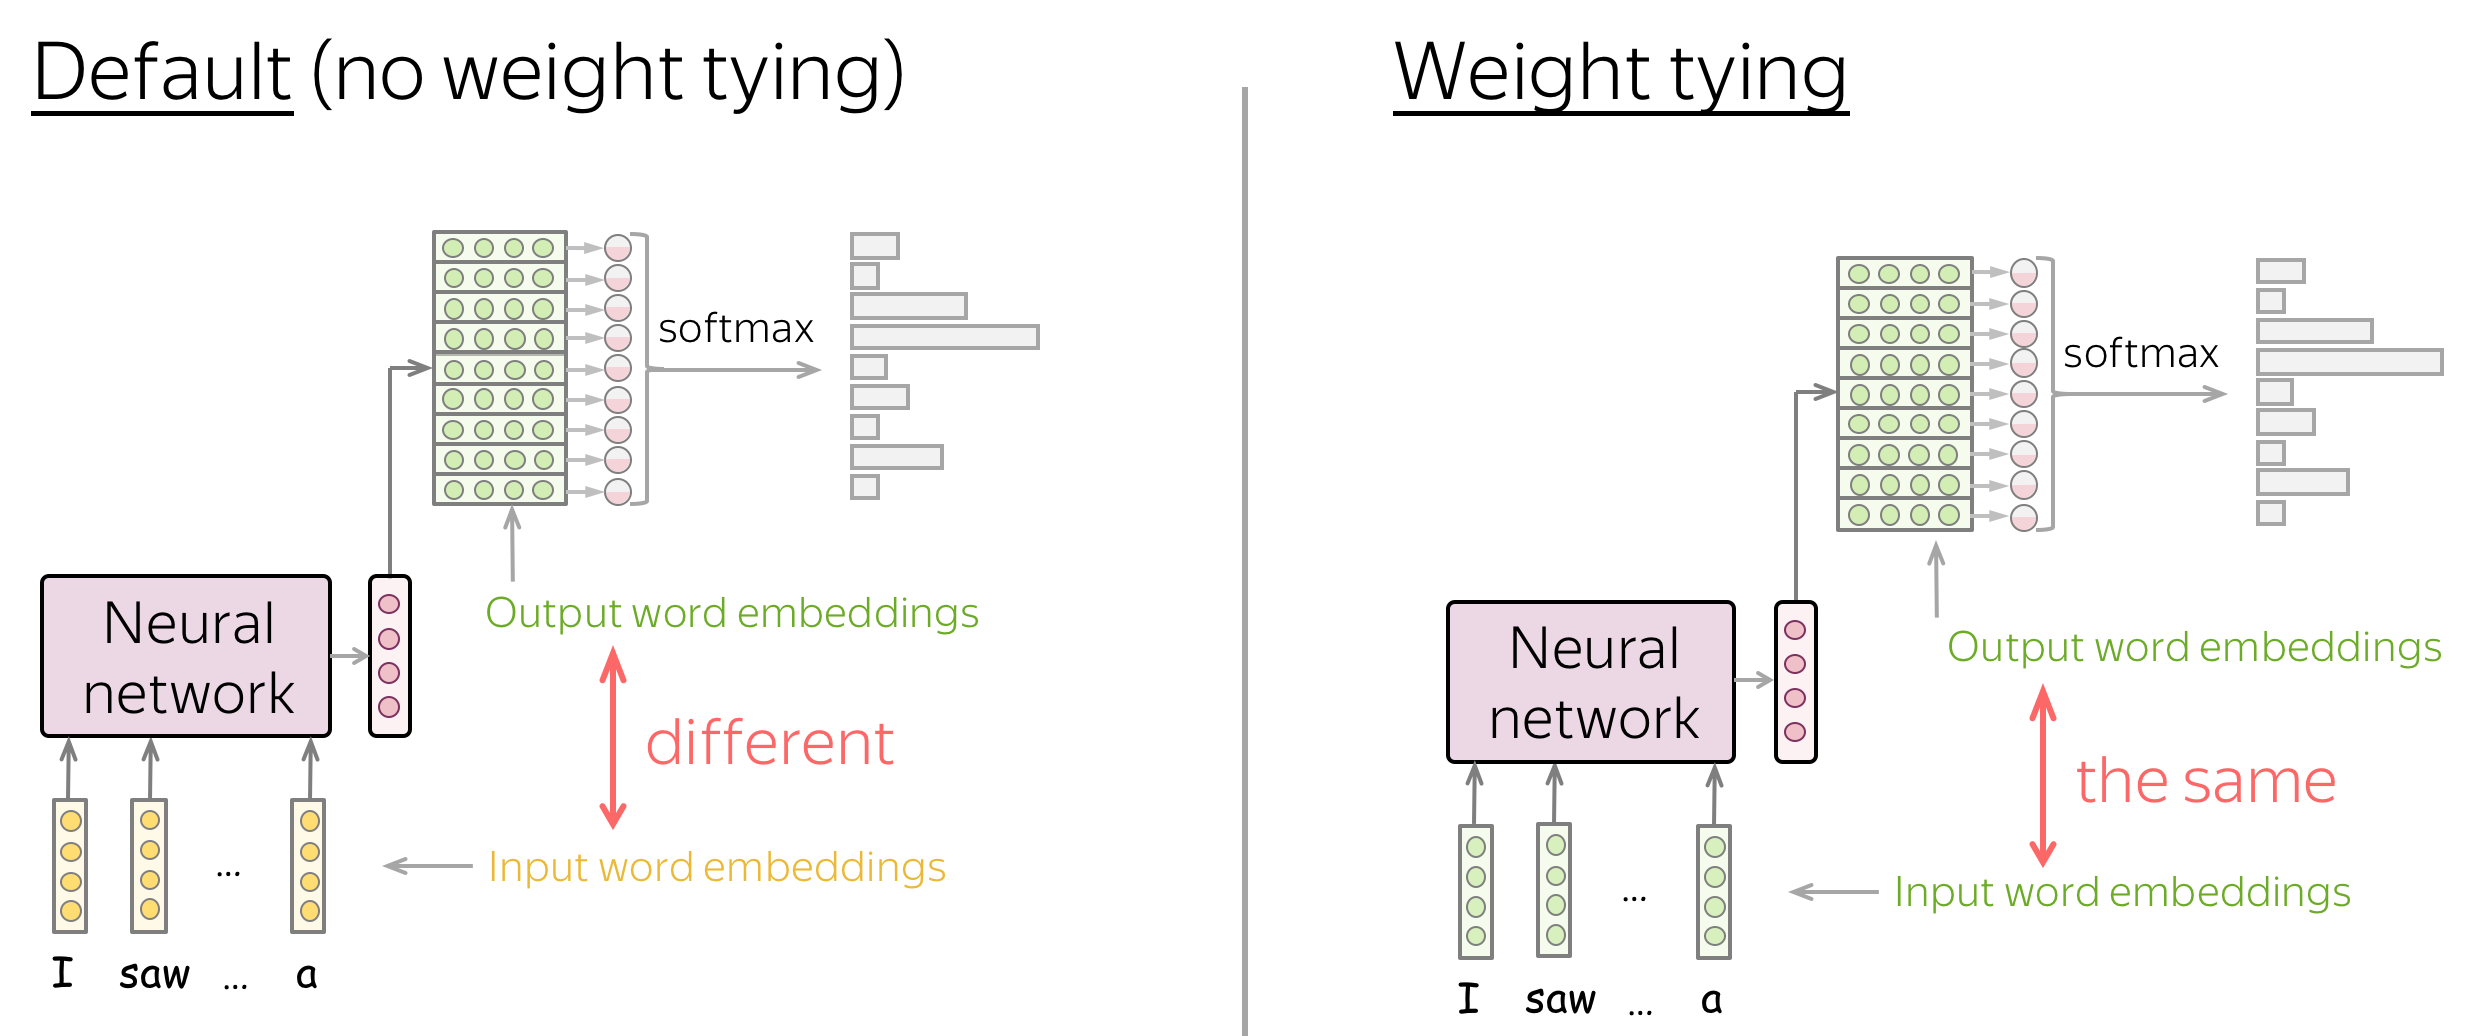 Default (no weight tying)
softmax
Output word embeddings
Neural
network
different
Input word embeddings
...
I saw ... a
Weight tying
softmax
Output word embeddings
Neural
network
the same
Input word embeddings
...
I saw ... a